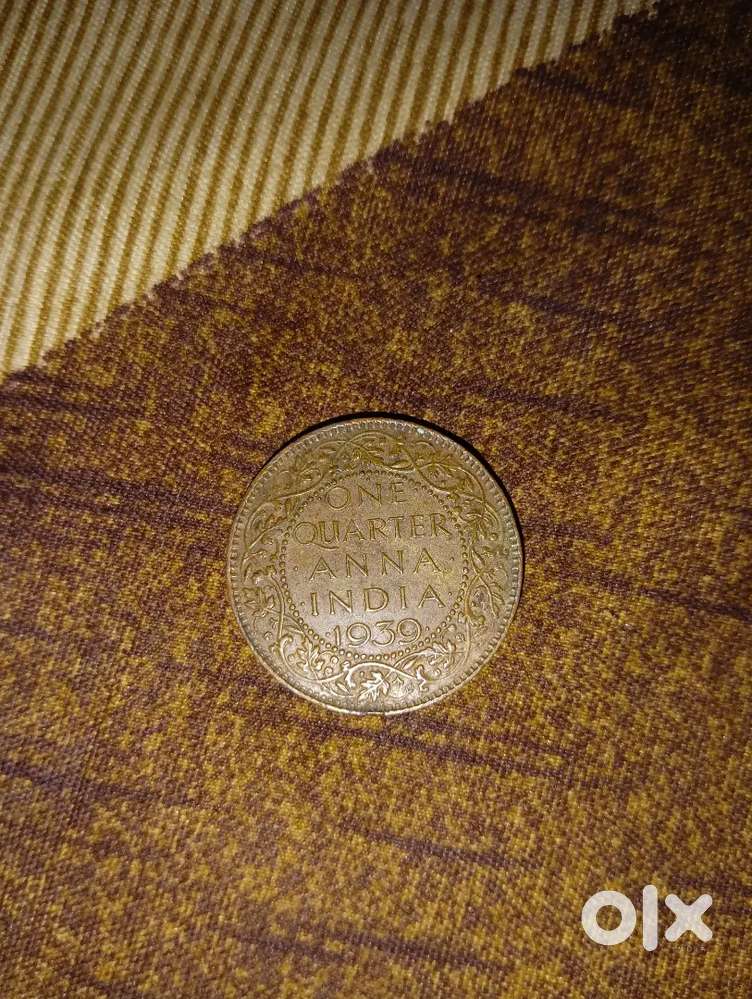 ONE
QUARTER
· ANNA ·
· INDIA ·
1939
olx